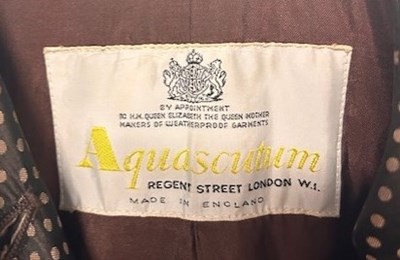 BY APPOINTMENT
TO H.M. QUEEN ELIZABETH THE QUEEN MOTHER
MAKERS OF WEATHERPROOF GARMENTS
Aquascutum
REGENT STREET LONDON W.1.
MADE IN ENGLAND